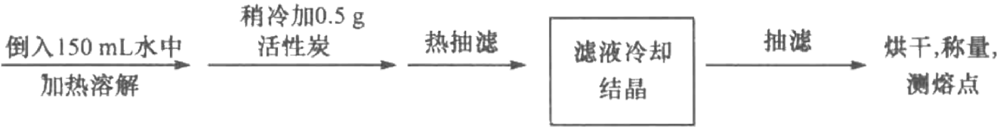 倒入150 mL水中
加热溶解
稍冷加0.5 g
活性炭
热抽滤
滤液冷却
结晶
抽滤
烘干,称量,
测熔点